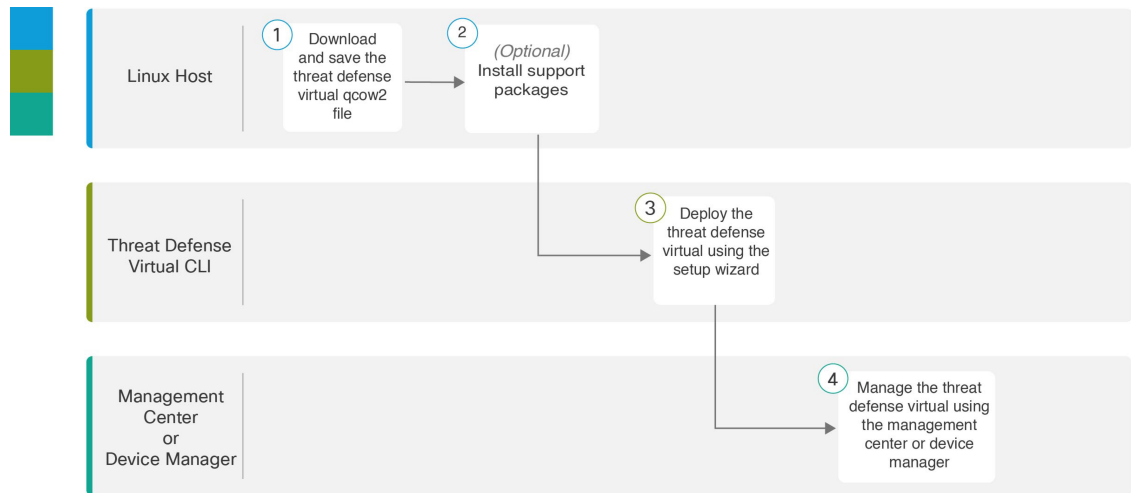 Linux Host
1
Download
and save the
threat defense
virtual qcow2
file
2
(Optional)
Install support
packages
Threat Defense
Virtual CLI
3
Deploy the
threat defense
virtual using the
setup wizard
Management
Center
or
Device Manager
4
Manage the threat
defense virtual using
the management
center or device
manager